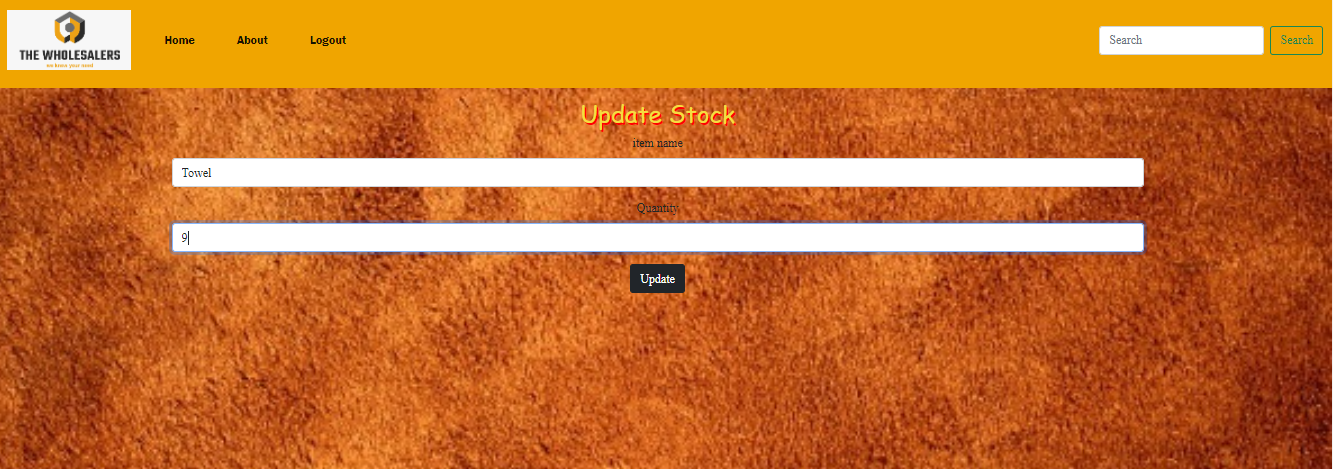 THE WHOLESALERS
we know your need
Home About Logout Search Search
Update Stock
item name
Towel
Quantity
9
Update